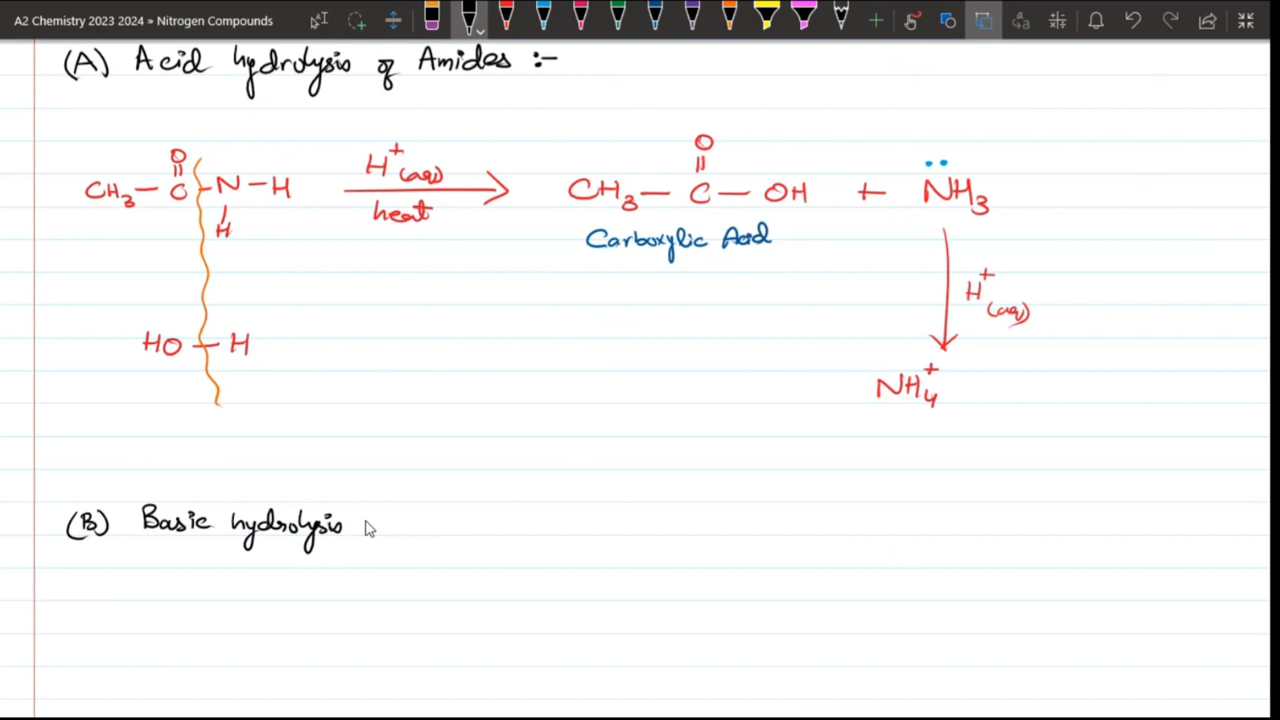 A2 Chemistry 2023 2024 » Nitrogen Compounds
(A) Acid hydrolysis of Amides :-
O
||
CH3 — C — N — H
|
H
H+(aq)
heat
O
||
CH3 — C — OH + NH3
Carboxylic Acid
H+(aq)
HO — H
NH4+
(B) Basic hydrolysis